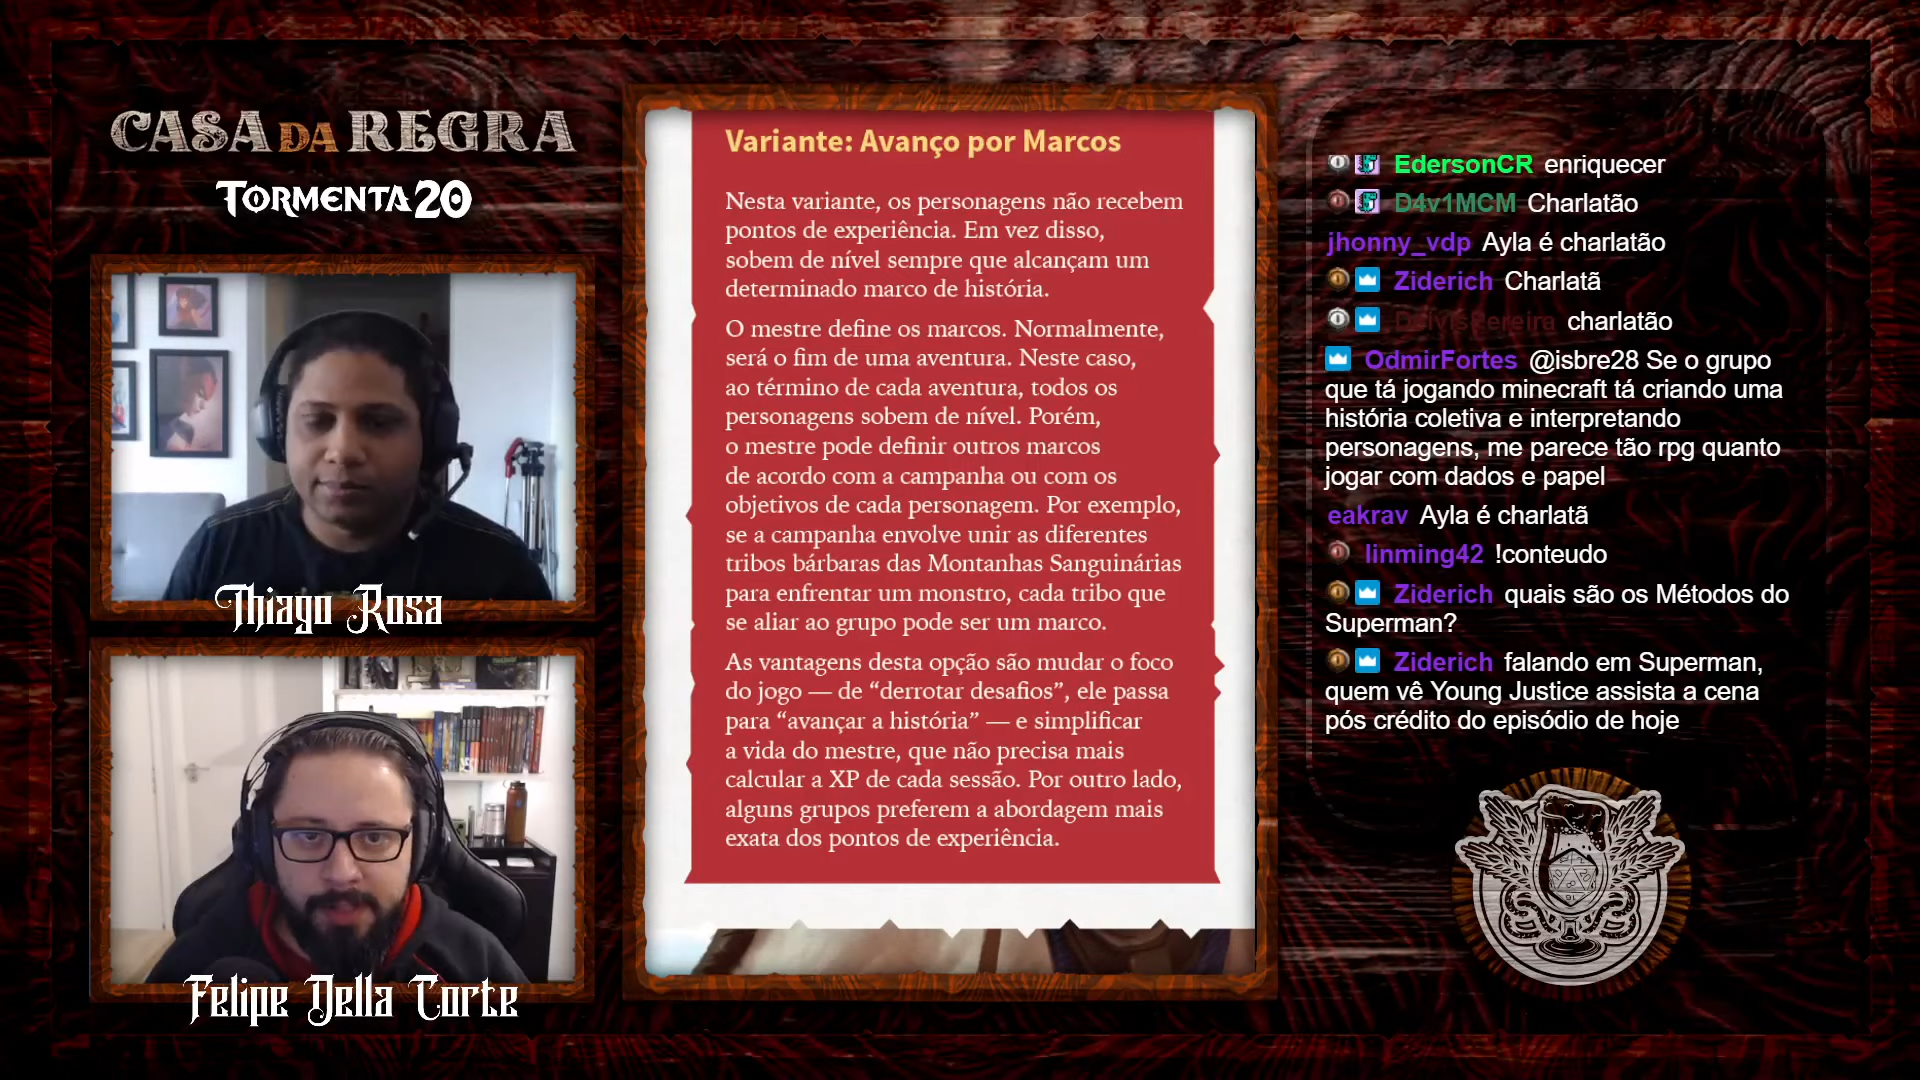 CASA DA REGRA
TORMENTA20
Thiago Rosa
Felipe Della Corte
Variante: Avanço por Marcos
Nesta variante, os personagens não recebem
pontos de experiência. Em vez disso,
sobem de nível sempre que alcançam um
determinado marco de história.
O mestre define os marcos. Normalmente,
será o fim de uma aventura. Neste caso,
ao término de cada aventura, todos os
personagens sobem de nível. Porém,
o mestre pode definir outros marcos
de acordo com a campanha ou com os
objetivos de cada personagem. Por exemplo,
se a campanha envolve unir as diferentes
tribos bárbaras das Montanhas Sanguinárias
para enfrentar um monstro, cada tribo que
se aliar ao grupo pode ser um marco.
As vantagens desta opção são mudar o foco
do jogo — de “derrotar desafios”, ele passa
para “avançar a história” — e simplificar
a vida do mestre, que não precisa mais
calcular a XP de cada sessão. Por outro lado,
alguns grupos preferem a abordagem mais
exata dos pontos de experiência.
EdersonCR enriquecer
D4v1MCM Charlatão
jhonny_vdp Ayla é charlatão
Ziderich Charlatã
charlatão
OdmirFortes @isbre28 Se o grupo
que tá jogando minecraft tá criando uma
história coletiva e interpretando
personagens, me parece tão rpg quanto
jogar com dados e papel
eakrav Ayla é charlatã
linming42 !conteudo
Ziderich quais são os Métodos do
Superman?
Ziderich falando em Superman,
quem vê Young Justice assista a cena
pós crédito do episódio de hoje